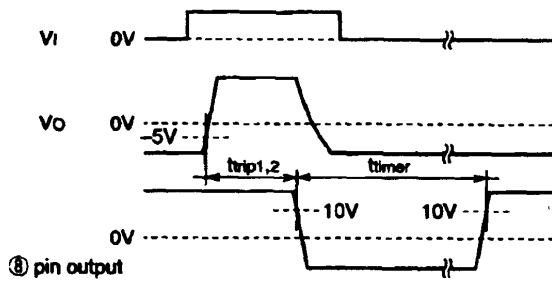 VI 0V
VO 0V
-5V
ttrip1,2 ttimer
10V 10V
0V
⑧ pin output